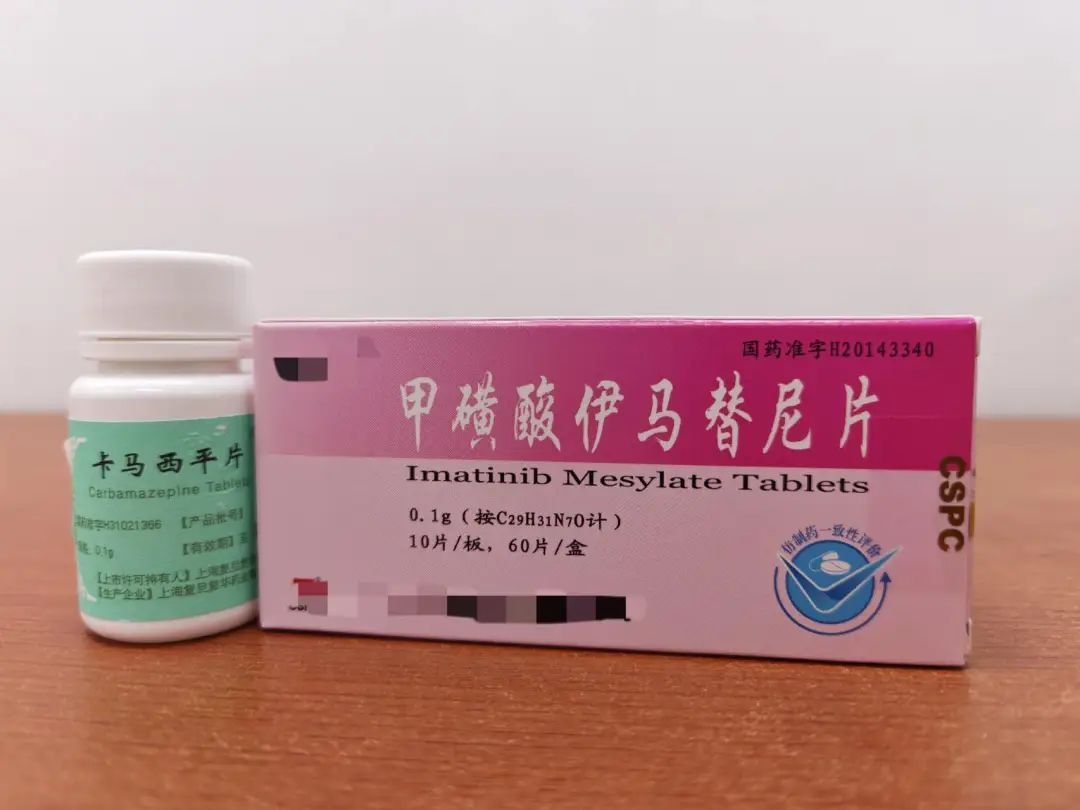 卡马西平片
Carbamazepine Tablets
准字H31021366
【产品批号】
0.1g
【有效期】至
【上市许可持有人】上海复旦复
【生产企业】上海复旦复华药业
国药准字H20143340
甲磺酸伊马替尼片
Imatinib Mesylate Tablets
0.1g（按C29H31N7O计）
10片/板，60片/盒
仿制药一致性评价
CSPC